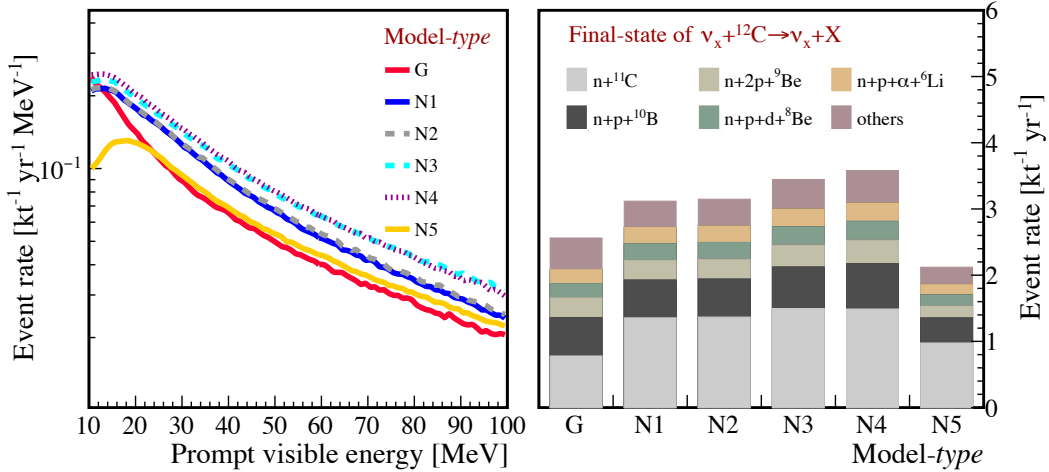 Event rate [kt⁻¹ yr⁻¹ MeV⁻¹]
10⁻¹
Model-type
G
N1
N2
N3
N4
N5
10 20 30 40 50 60 70 80 90 100
Prompt visible energy [MeV]
Final-state of νₓ+¹²C→νₓ+X
n+¹¹C
n+2p+⁹Be
n+p+α+⁶Li
n+p+¹⁰B
n+p+d+⁸Be
others
6
5
4
3
2
1
0
Event rate [kt⁻¹ yr⁻¹]
G N1 N2 N3 N4 N5
Model-type